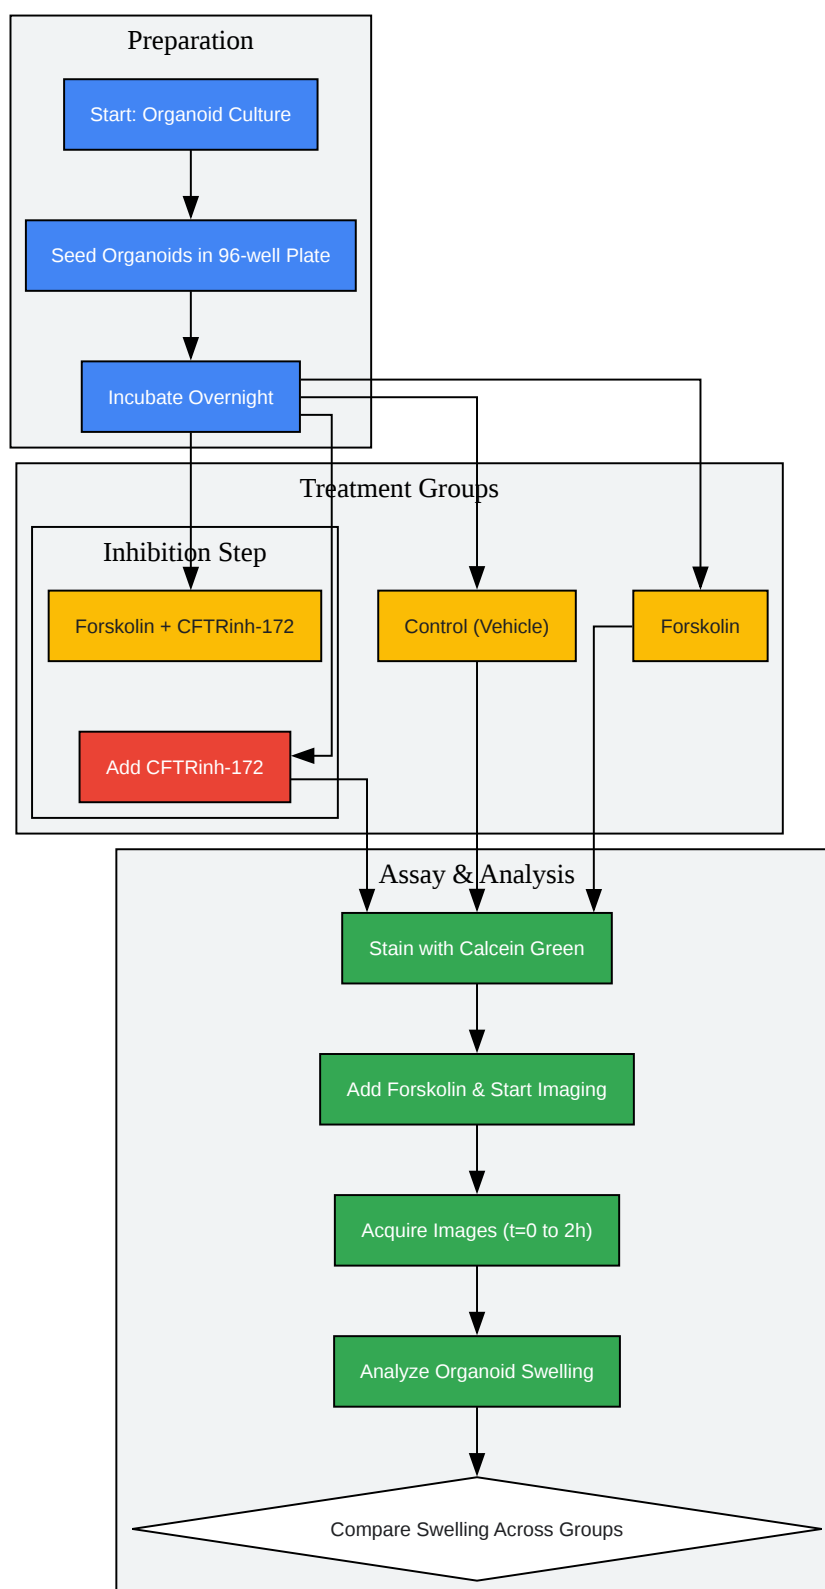 Preparation
Start: Organoid Culture
Seed Organoids in 96-well Plate
Incubate Overnight
Treatment Groups
Inhibition Step
Forskolin + CFTRinh-172
Control (Vehicle)
Forskolin
Add CFTRinh-172
Assay & Analysis
Stain with Calcein Green
Add Forskolin & Start Imaging
Acquire Images (t=0 to 2h)
Analyze Organoid Swelling
Compare Swelling Across Groups